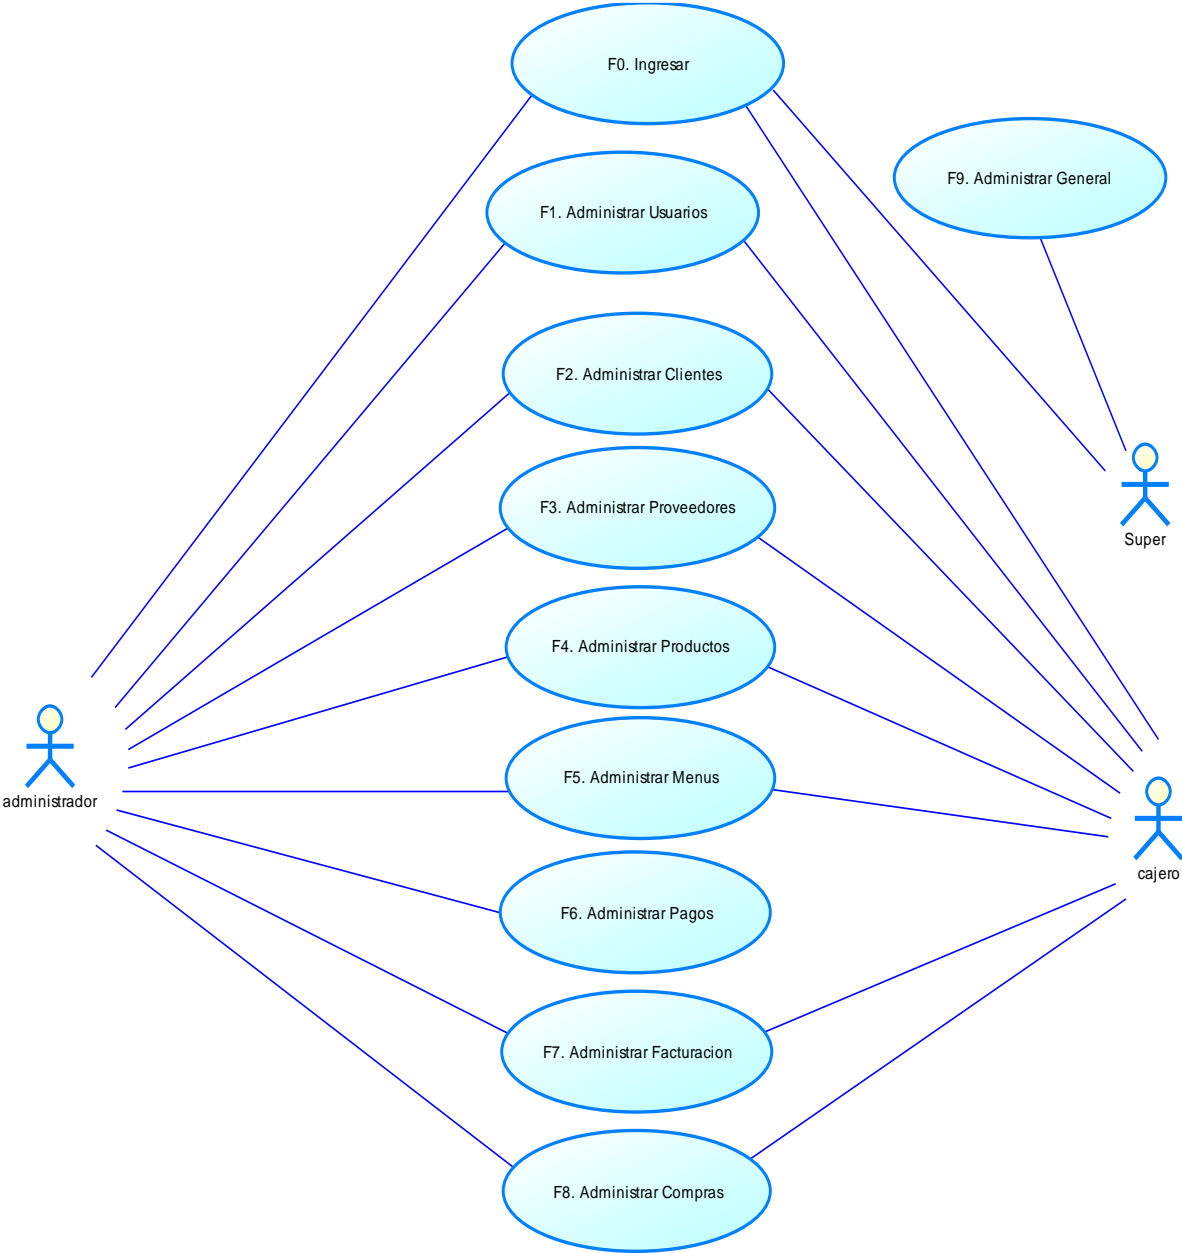 F0. Ingresar
F9. Administrar General
F1. Administrar Usuarios
F2. Administrar Clientes
F3. Administrar Proveedores
Super
F4. Administrar Productos
F5. Administrar Menus
administrador
cajero
F6. Administrar Pagos
F7. Administrar Facturacion
F8. Administrar Compras